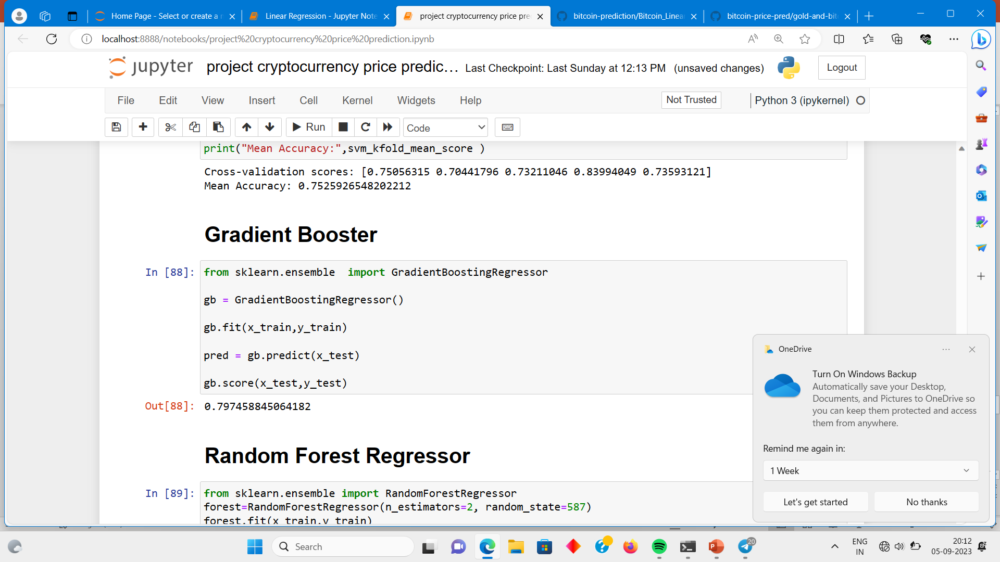 Home Page - Select or create a n
Linear Regression - Jupyter Note
project cryptocurrency price pre
bitcoin-prediction/Bitcoin_Linea
bitcoin-price-pred/gold-and-bit
localhost:8888/notebooks/project%20cryptocurrency%20price%20prediction.ipynb
jupyter
project cryptocurrency price predic...
Last Checkpoint: Last Sunday at 12:13 PM (unsaved changes)
Logout
File Edit View Insert Cell Kernel Widgets Help
Not Trusted
Python 3 (ipykernel)
Run
Code
print("Mean Accuracy:",svm_kfold_mean_score )
Cross-validation scores: [0.75056315 0.70441796 0.73211046 0.83994049 0.73593121]
Mean Accuracy: 0.7525926548202212
Gradient Booster
In [88]: from sklearn.ensemble  import GradientBoostingRegressor
gb = GradientBoostingRegressor()
gb.fit(x_train,y_train)
pred = gb.predict(x_test)
gb.score(x_test,y_test)
Out[88]: 0.797458845064182
Random Forest Regressor
In [89]: from sklearn.ensemble import RandomForestRegressor
forest=RandomForestRegressor(n_estimators=2, random_state=587)
forest.fit(x_train,y_train)
OneDrive
Turn On Windows Backup
Automatically save your Desktop,
Documents, and Pictures to OneDrive so
you can keep them protected and access
them from anywhere.
Remind me again in:
1 Week
Let's get started
No thanks
Search
20
ENG
IN
20:12
05-09-2023